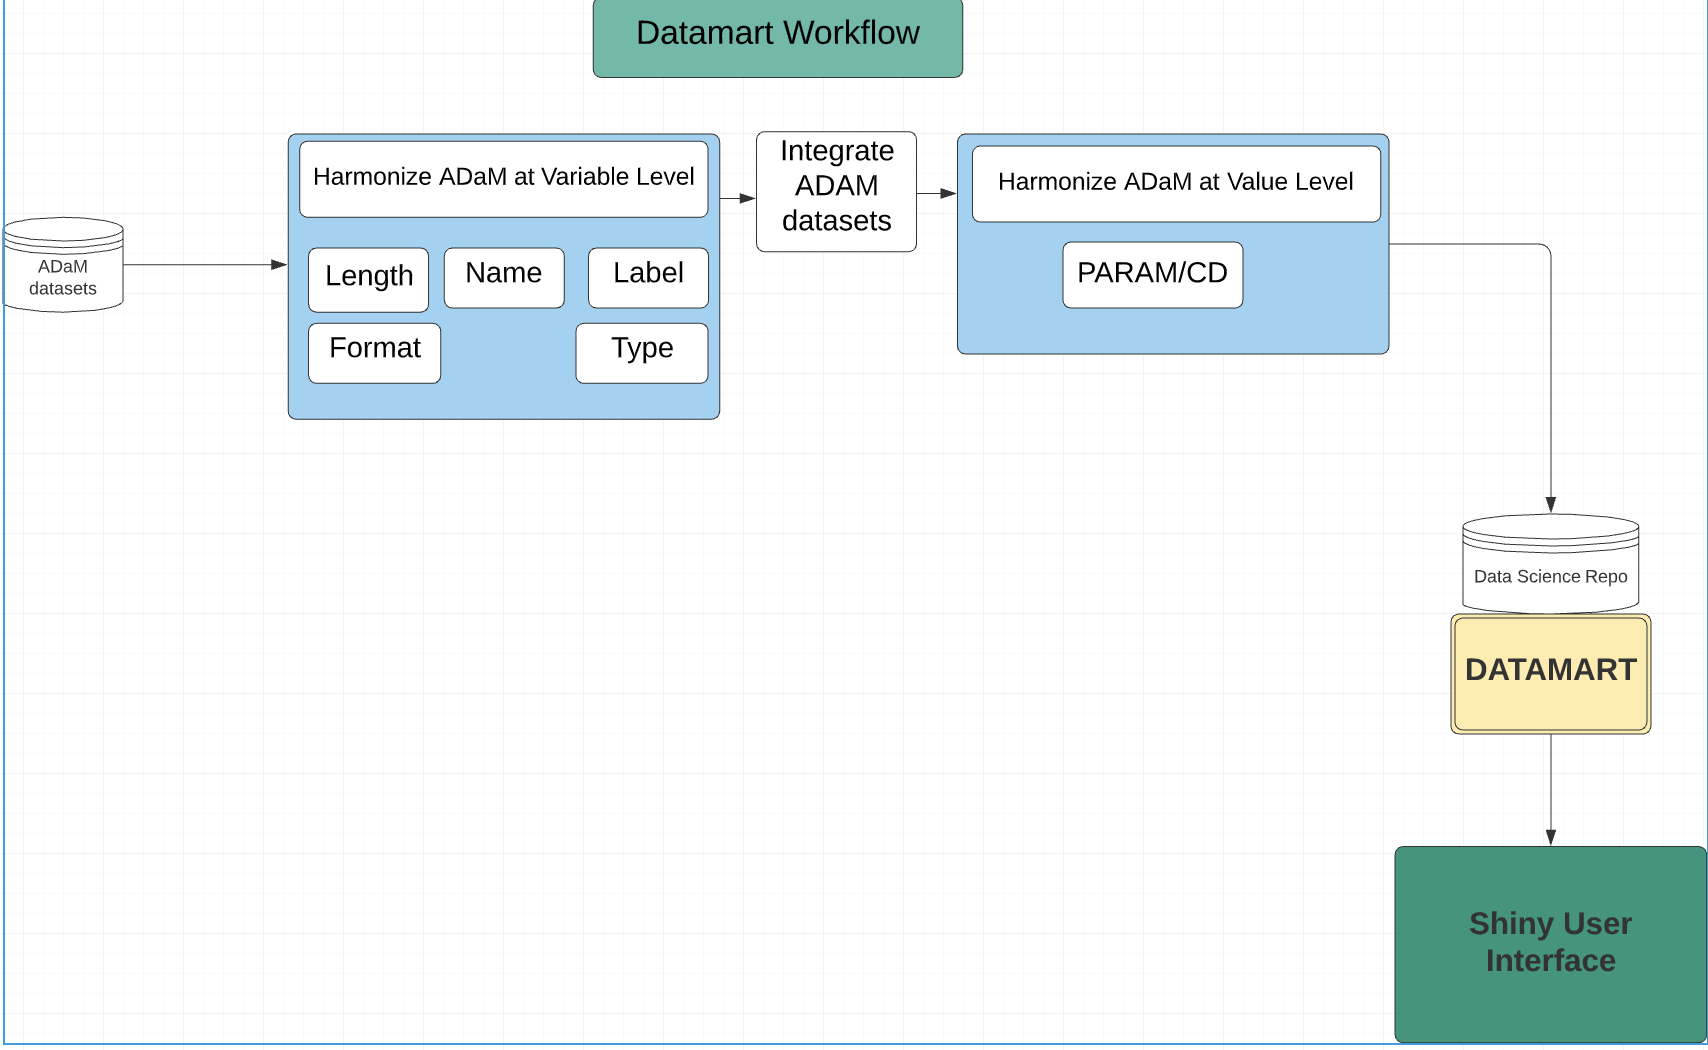 Datamart Workflow
ADaM
datasets
Harmonize ADaM at Variable Level
Length
Name
Label
Format
Type
Integrate
ADAM
datasets
Harmonize ADaM at Value Level
PARAM/CD
Data Science Repo
DATAMART
Shiny User
Interface